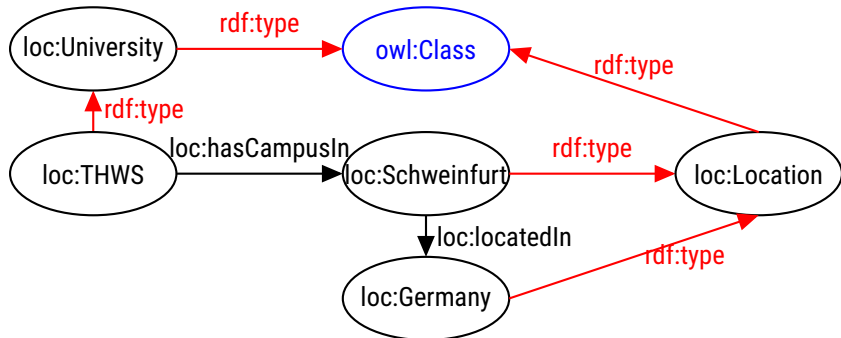 loc:University
rdf:type
owl:Class
rdf:type
rdf:type
loc:THWS
loc:hasCampusIn
loc:Schweinfurt
rdf:type
loc:Location
loc:locatedIn
rdf:type
loc:Germany